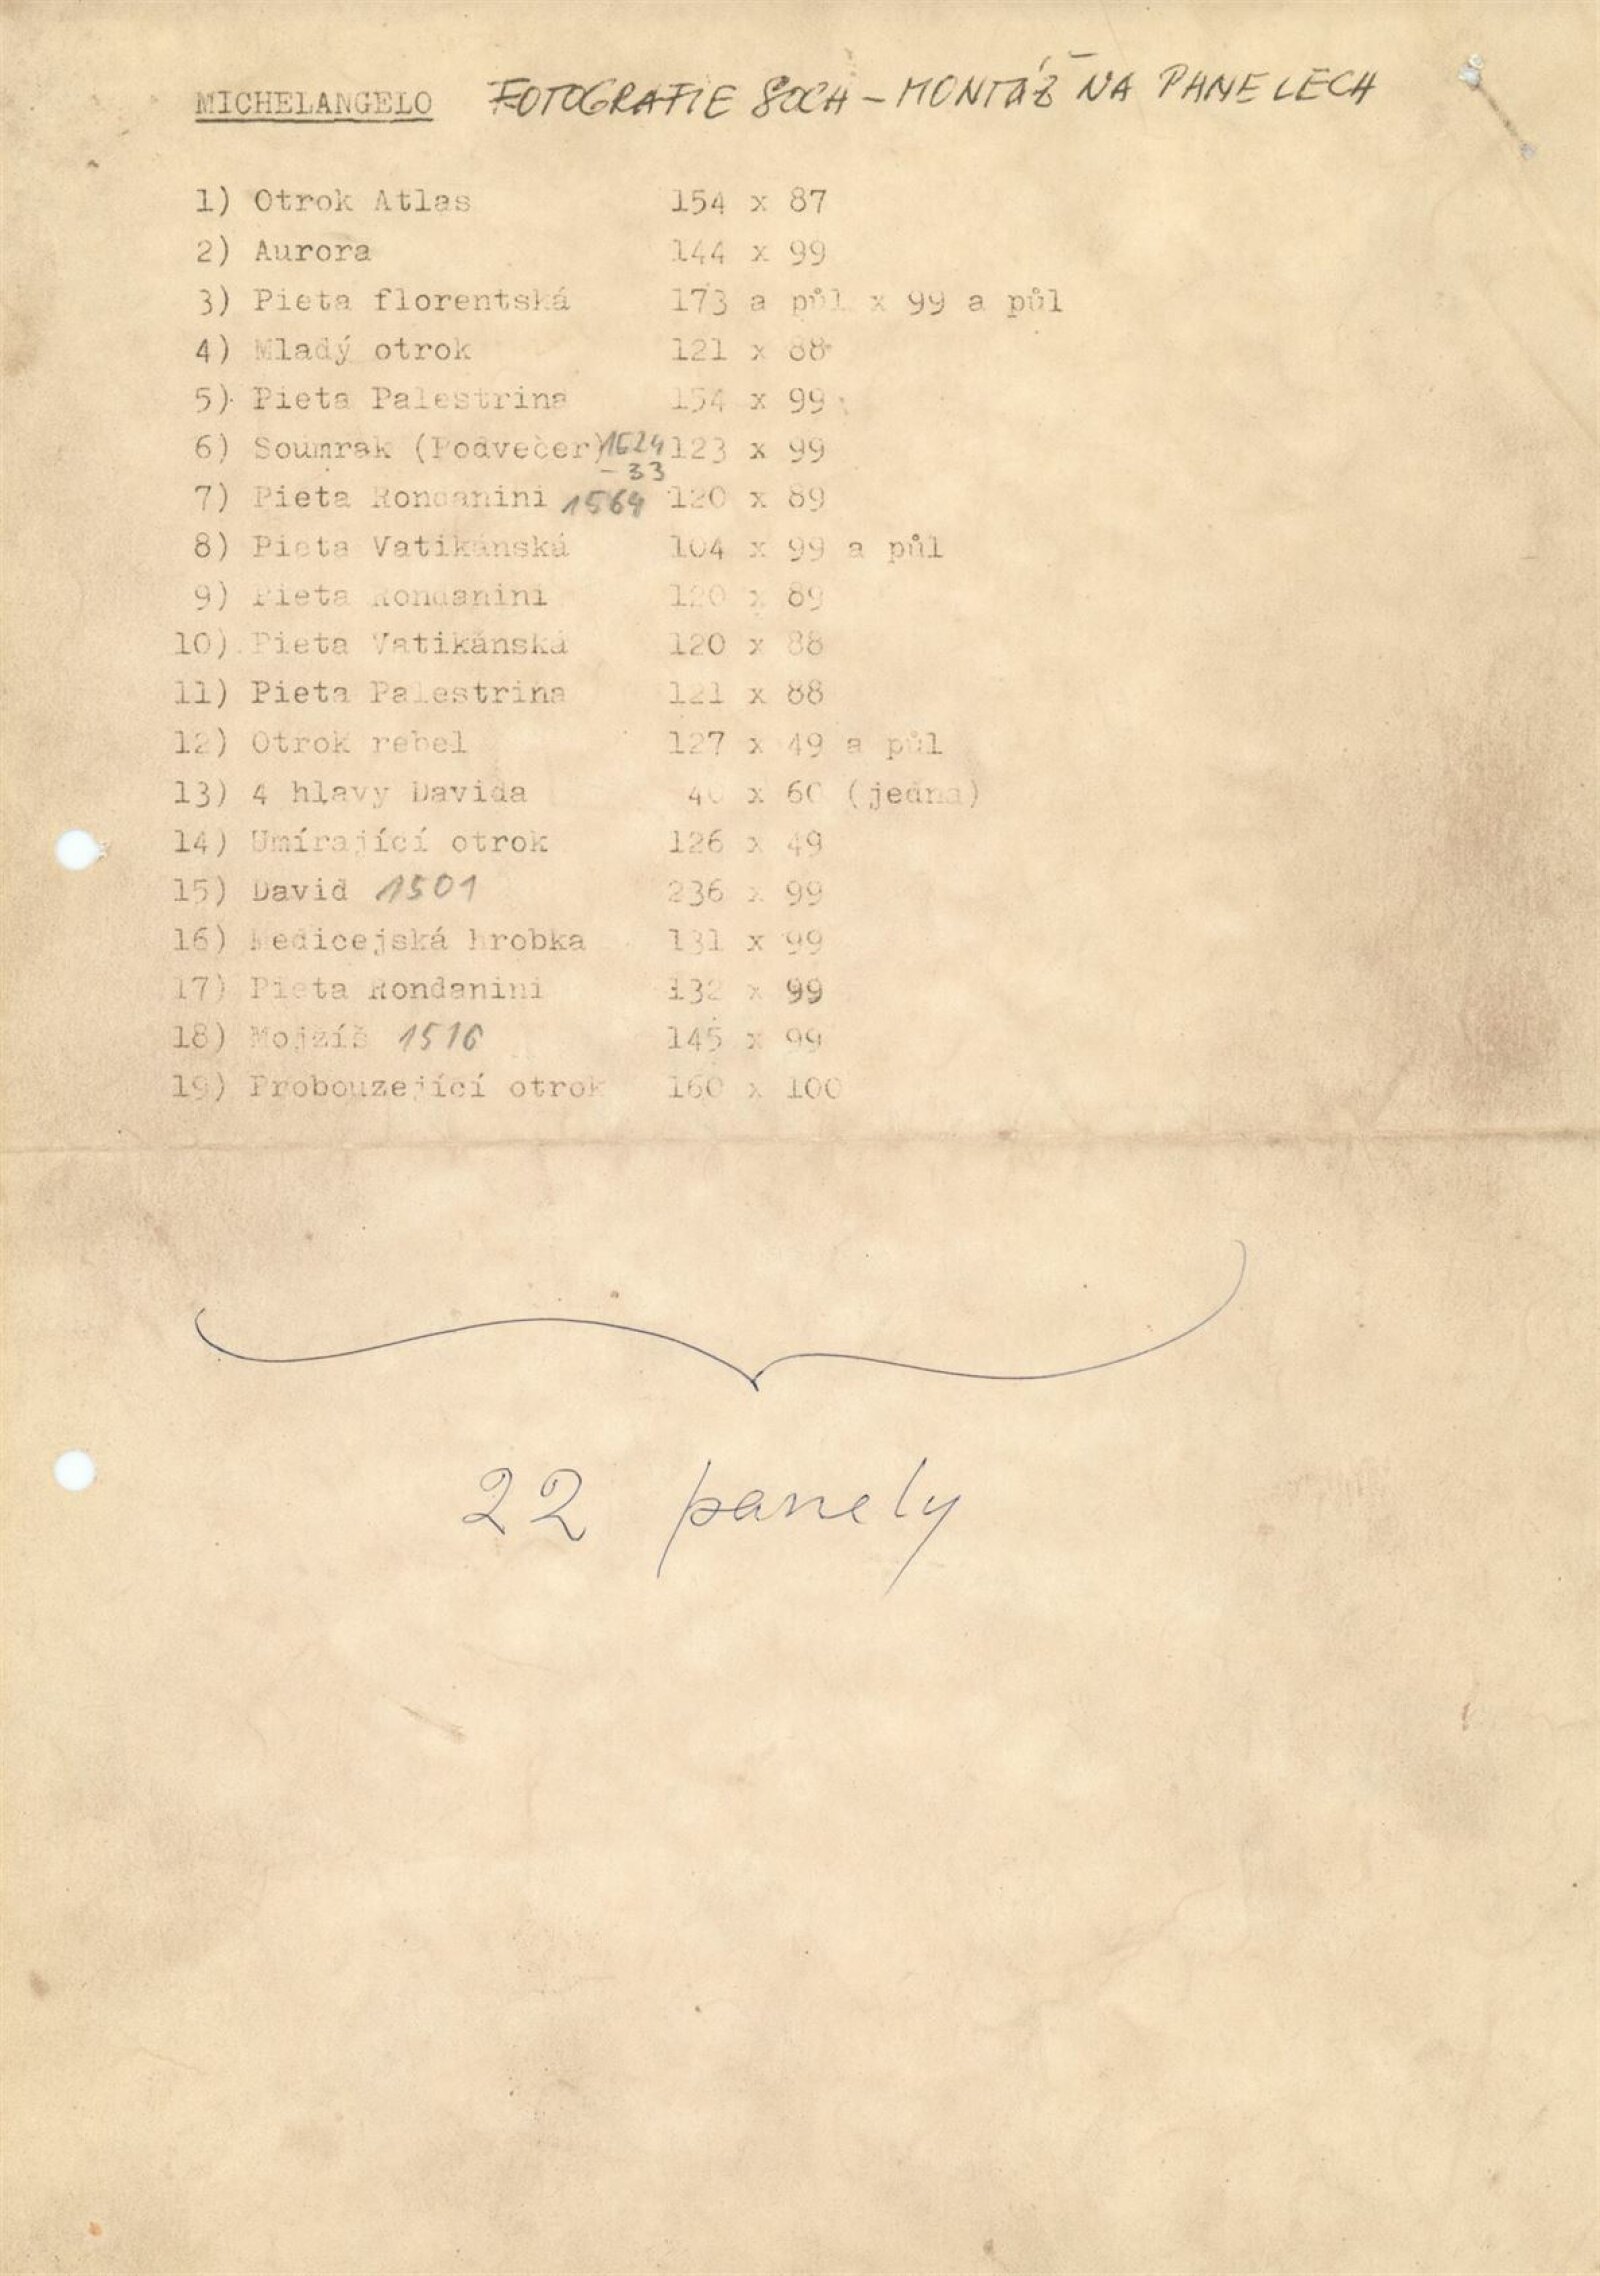 MICHELANGELO FOTOGRAFIE SOCH – MONTÁŽ NA PANELECH
1) Otrok Atlas 154 x 87
2) Aurora 144 x 99
3) Pieta florentská 173 a půl x 99 a půl
4) Mladý otrok 121 x 88
5) Pieta Palestrina 154 x 99
6) Soumrak (Podvečer) 1524 – 33 123 x 99
7) Pieta Rondanini 1564 120 x 89
8) Pieta Vatikánská 104 x 99 a půl
9) Pieta Rondanini 120 x 89
10) Pieta Vatikánská 120 x 88
11) Pieta Palestrina 121 x 88
12) Otrok rebel 127 x 49 a půl
13) 4 hlavy Davida 40 x 60 (jedna)
14) Umírající otrok 126 x 49
15) David 1501 236 x 99
16) Medicejská hrobka 131 x 99
17) Pieta Rondanini 132 x 99
18) Mojžíš 1516 145 x 99
19) Probouzející otrok 160 x 100
22 panely